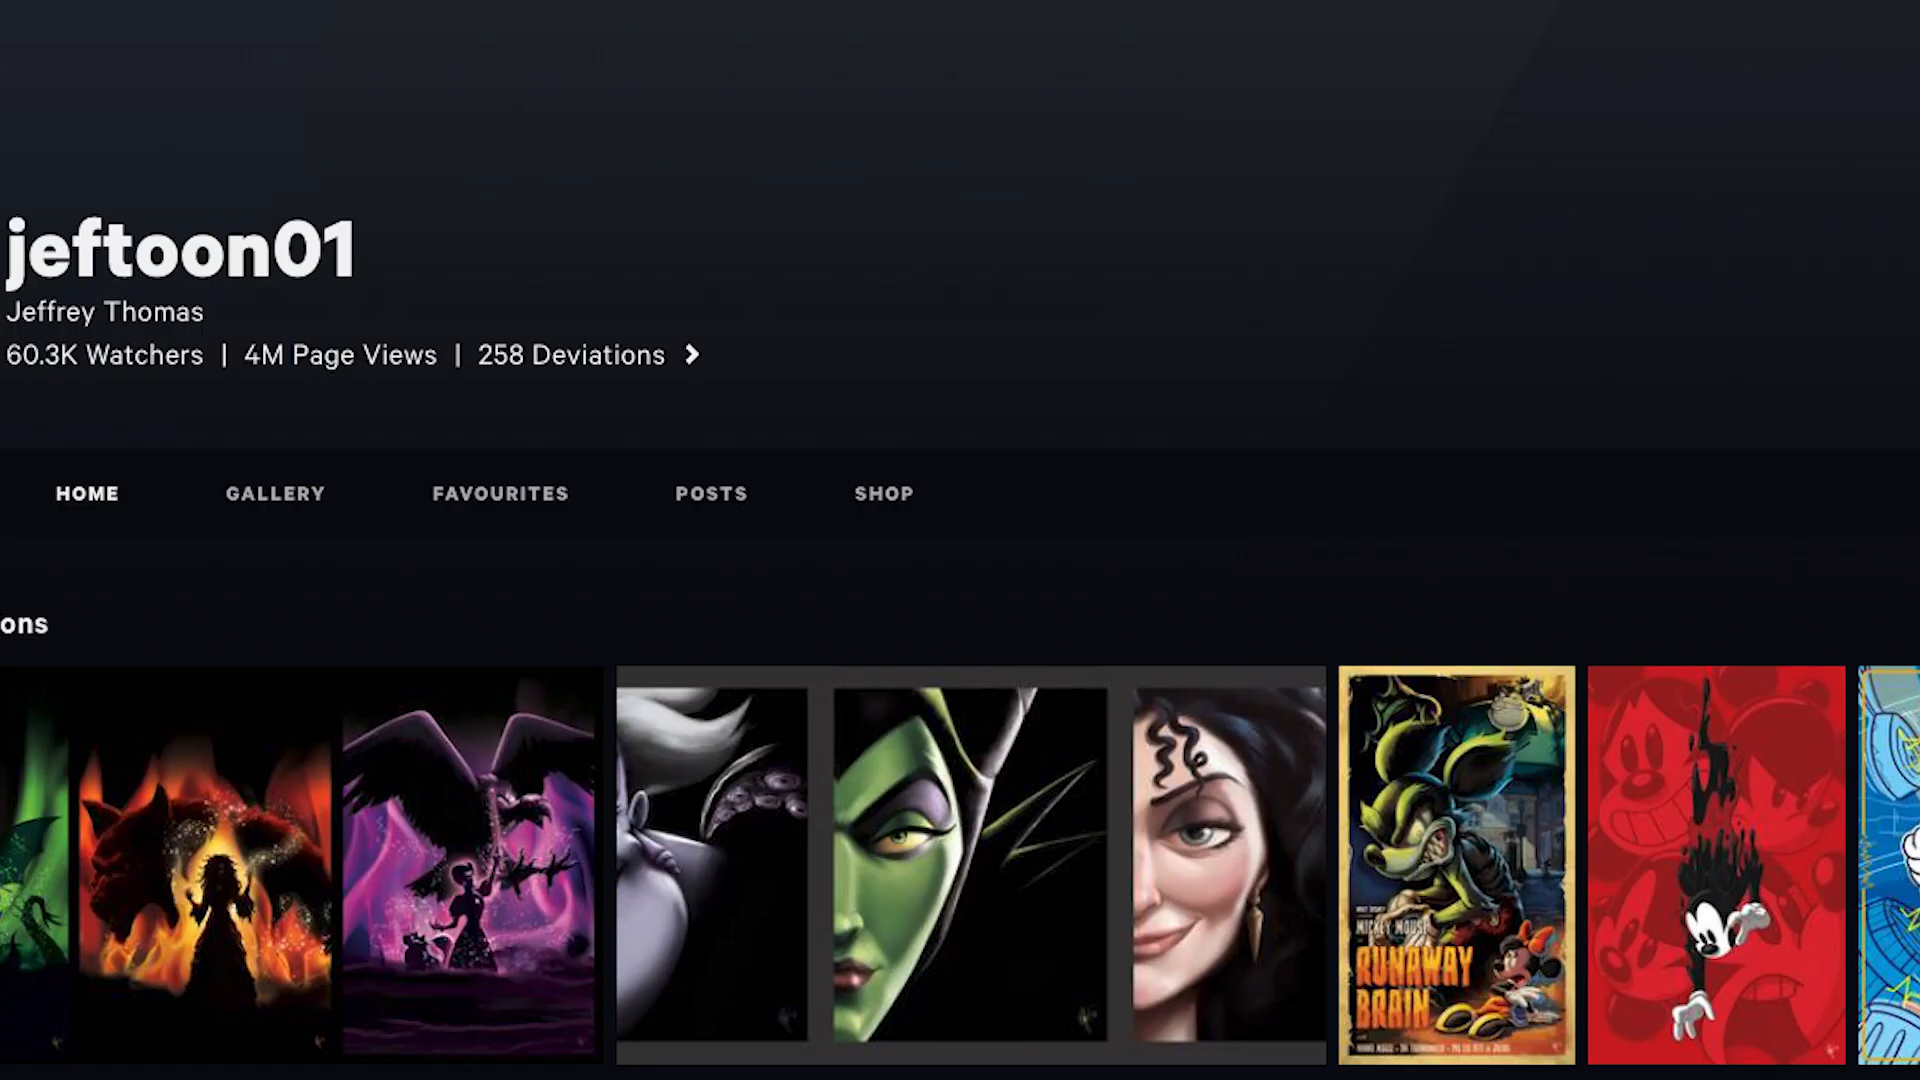 jeftoon01
Jeffrey Thomas
60.3K Watchers | 4M Page Views | 258 Deviations
HOME GALLERY FAVOURITES POSTS SHOP
ons
MICKEY MOUSE
RUNAWAY
BRAIN